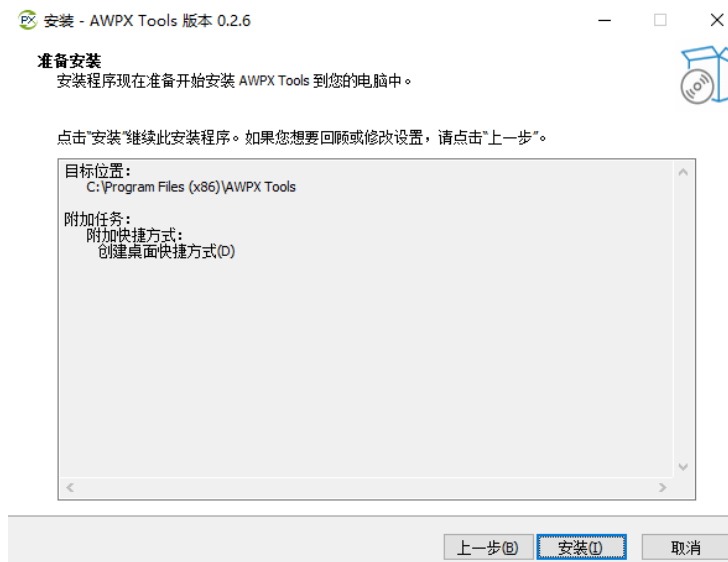 PX 安装 - AWPX Tools 版本 0.2.6
准备安装
安装程序现在准备开始安装 AWPX Tools 到您的电脑中。
点击“安装”继续此安装程序。如果您想要回顾或修改设置，请点击“上一步”。
目标位置：
C:\Program Files (x86)\AWPX Tools
附加任务：
附加快捷方式：
创建桌面快捷方式(D)
上一步(B) 安装(I) 取消